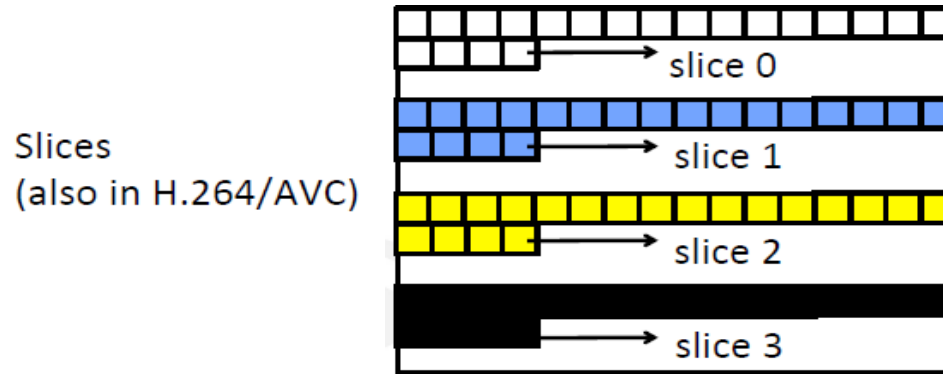 slice 0
Slices
(also in H.264/AVC)
slice 1
slice 2
slice 3